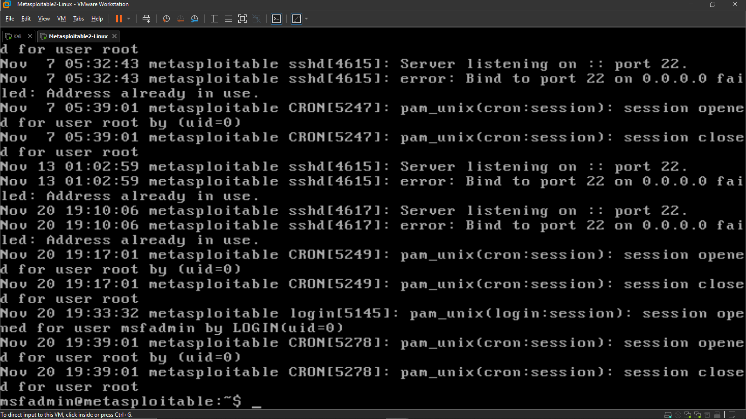 Metasploitable2-Linux - VMware Workstation
File Edit View VM Tabs Help
Metasploitable2-Linux
d for user root
Nov  7 05:32:43 metasploitable sshd[4615]: Server listening on :: port 22.
Nov  7 05:32:43 metasploitable sshd[4615]: error: Bind to port 22 on 0.0.0.0 fai
led: Address already in use.
Nov  7 05:39:01 metasploitable CRON[5247]: pam_unix(cron:session): session opene
d for user root by (uid=0)
Nov  7 05:39:01 metasploitable CRON[5247]: pam_unix(cron:session): session close
d for user root
Nov 13 01:02:59 metasploitable sshd[4615]: Server listening on :: port 22.
Nov 13 01:02:59 metasploitable sshd[4615]: error: Bind to port 22 on 0.0.0.0 fai
led: Address already in use.
Nov 20 19:10:06 metasploitable sshd[4617]: Server listening on :: port 22.
Nov 20 19:10:06 metasploitable sshd[4617]: error: Bind to port 22 on 0.0.0.0 fai
led: Address already in use.
Nov 20 19:17:01 metasploitable CRON[5249]: pam_unix(cron:session): session opene
d for user root by (uid=0)
Nov 20 19:17:01 metasploitable CRON[5249]: pam_unix(cron:session): session close
d for user root
Nov 20 19:33:32 metasploitable login[5145]: pam_unix(login:session): session ope
ned for user msfadmin by LOGIN(uid=0)
Nov 20 19:39:01 metasploitable CRON[5278]: pam_unix(cron:session): session opene
d for user root by (uid=0)
Nov 20 19:39:01 metasploitable CRON[5278]: pam_unix(cron:session): session close
d for user root
msfadmin@metasploitable:~$ _
To direct input to this VM, click inside or press Ctrl+G.